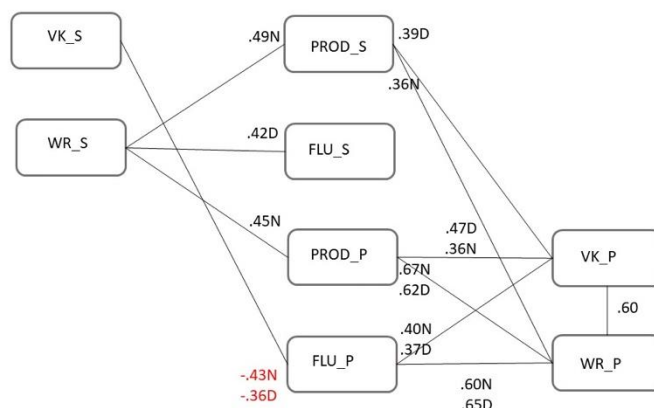 VK_S
.49N
PROD_S
.39D
.36N
WR_S
.42D
FLU_S
.45N
PROD_P
.47D
.36N
VK_P
.67N
.62D
.60
.40N
.37D
FLU_P
WR_P
-.43N
-.36D
.60N
.65D